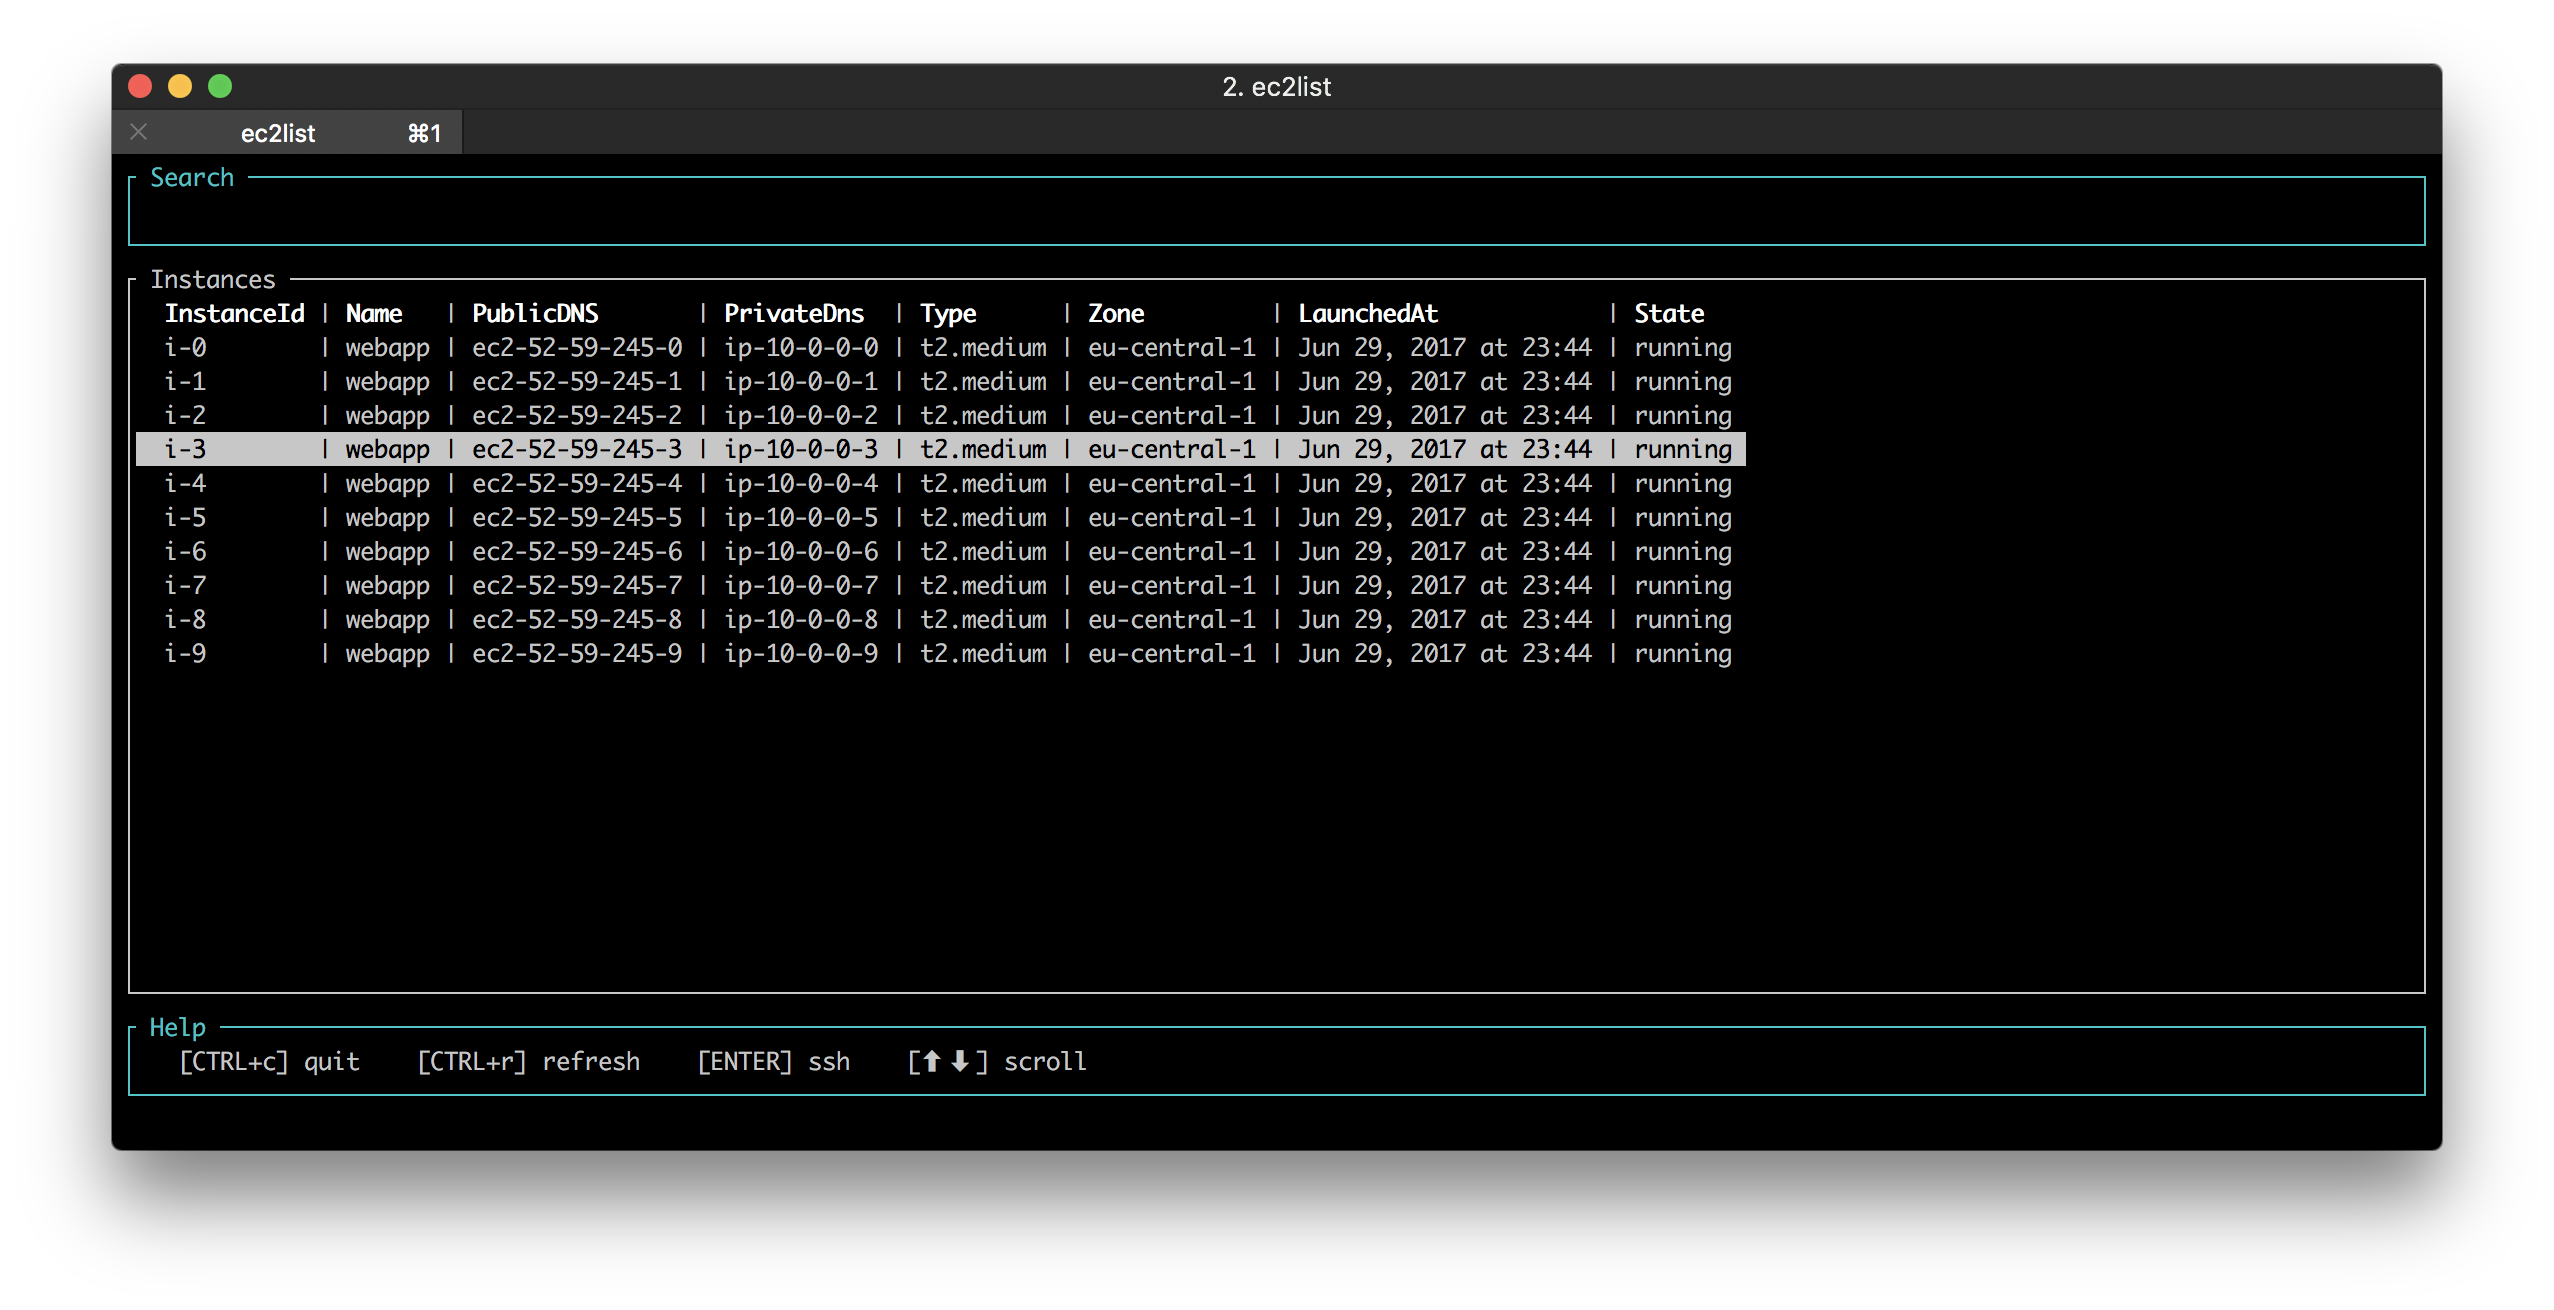 2. ec2list
ec2list ⌘1
Search
Instances
InstanceId | Name | PublicDNS | PrivateDns | Type | Zone | LaunchedAt | State
i-0 | webapp | ec2-52-59-245-0 | ip-10-0-0-0 | t2.medium | eu-central-1 | Jun 29, 2017 at 23:44 | running
i-1 | webapp | ec2-52-59-245-1 | ip-10-0-0-1 | t2.medium | eu-central-1 | Jun 29, 2017 at 23:44 | running
i-2 | webapp | ec2-52-59-245-2 | ip-10-0-0-2 | t2.medium | eu-central-1 | Jun 29, 2017 at 23:44 | running
i-3 | webapp | ec2-52-59-245-3 | ip-10-0-0-3 | t2.medium | eu-central-1 | Jun 29, 2017 at 23:44 | running
i-4 | webapp | ec2-52-59-245-4 | ip-10-0-0-4 | t2.medium | eu-central-1 | Jun 29, 2017 at 23:44 | running
i-5 | webapp | ec2-52-59-245-5 | ip-10-0-0-5 | t2.medium | eu-central-1 | Jun 29, 2017 at 23:44 | running
i-6 | webapp | ec2-52-59-245-6 | ip-10-0-0-6 | t2.medium | eu-central-1 | Jun 29, 2017 at 23:44 | running
i-7 | webapp | ec2-52-59-245-7 | ip-10-0-0-7 | t2.medium | eu-central-1 | Jun 29, 2017 at 23:44 | running
i-8 | webapp | ec2-52-59-245-8 | ip-10-0-0-8 | t2.medium | eu-central-1 | Jun 29, 2017 at 23:44 | running
i-9 | webapp | ec2-52-59-245-9 | ip-10-0-0-9 | t2.medium | eu-central-1 | Jun 29, 2017 at 23:44 | running
Help
[CTRL+c] quit [CTRL+r] refresh [ENTER] ssh [⬆⬇] scroll